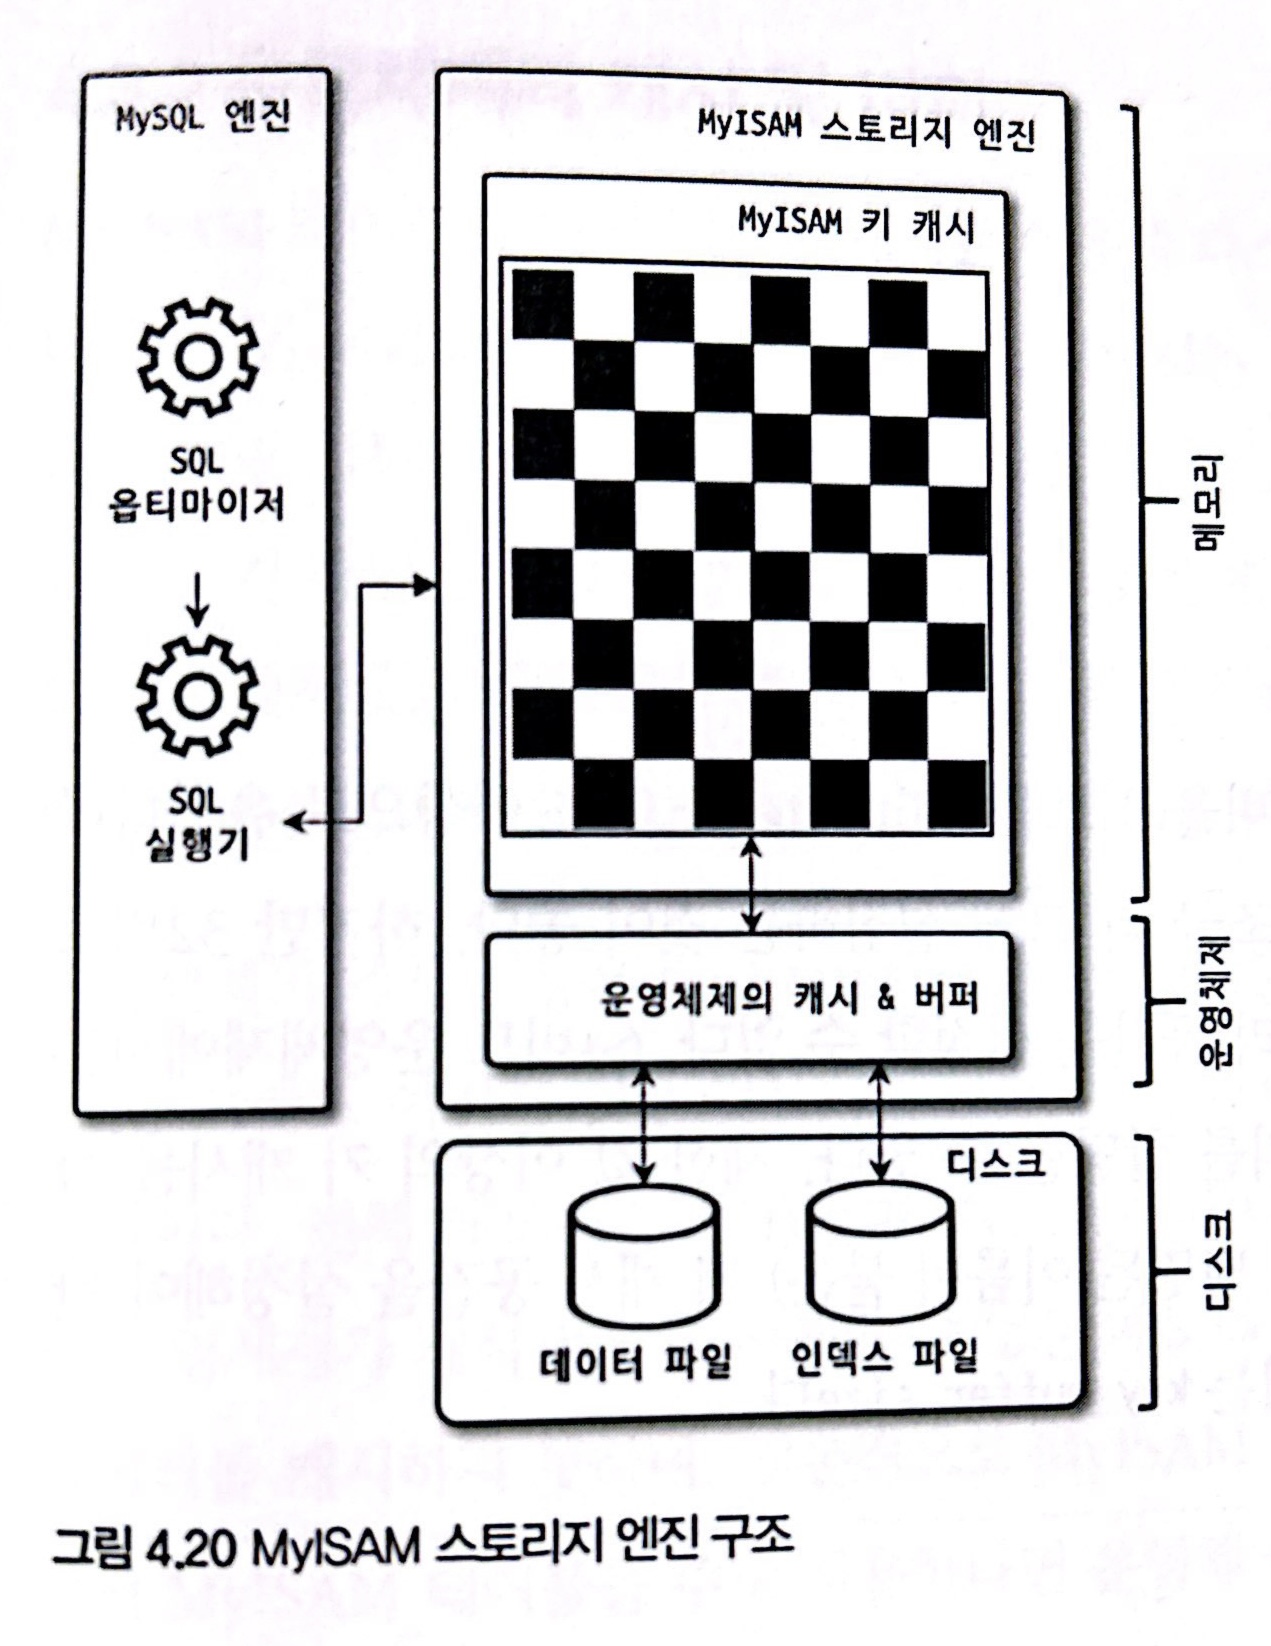 MySQL 엔진
SQL
옵티마이저
SQL
실행기
MyISAM 스토리지 엔진
MyISAM 키 캐시
운영체제의 캐시 & 버퍼
디스크
데이터 파일
인덱스 파일
메모리
운영체제
디스크
그림 4.20 MyISAM 스토리지 엔진 구조